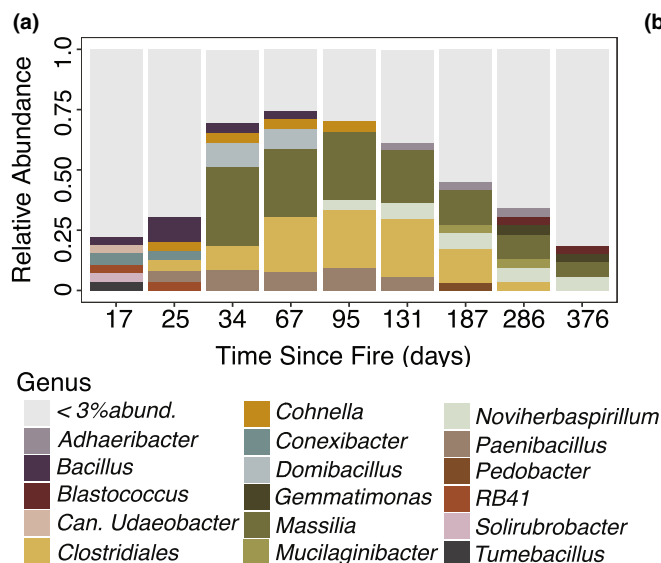 (a)
(b
Relative Abundance
1.0
0.75
0.50
0.25
0
17 25 34 67 95 131 187 286 376
Time Since Fire (days)
Genus
< 3%abund.
Adhaeribacter
Bacillus
Blastococcus
Can. Udaeobacter
Clostridiales
Cohnella
Conexibacter
Domibacillus
Gemmatimonas
Massilia
Mucilaginibacter
Noviherbaspirillum
Paenibacillus
Pedobacter
RB41
Solirubrobacter
Tumebacillus